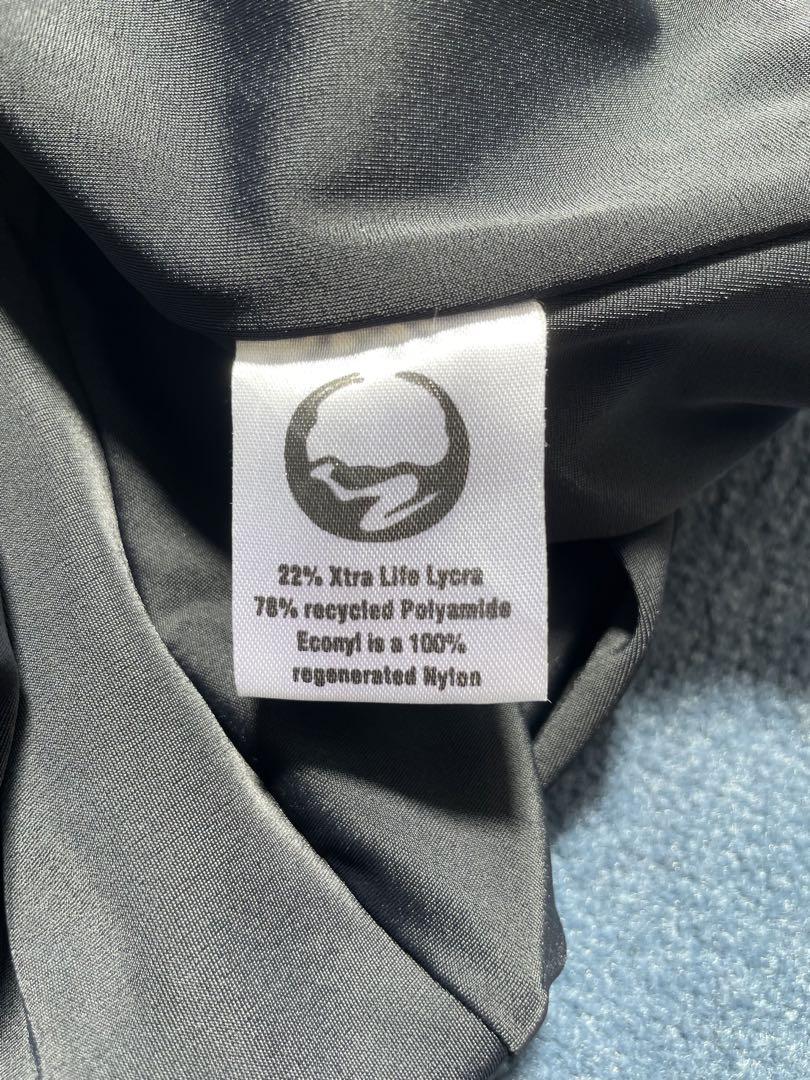 22% Xtra Life Lycra
78% recycled Polyamide
Econyl is a 100%
regenerated Nylon